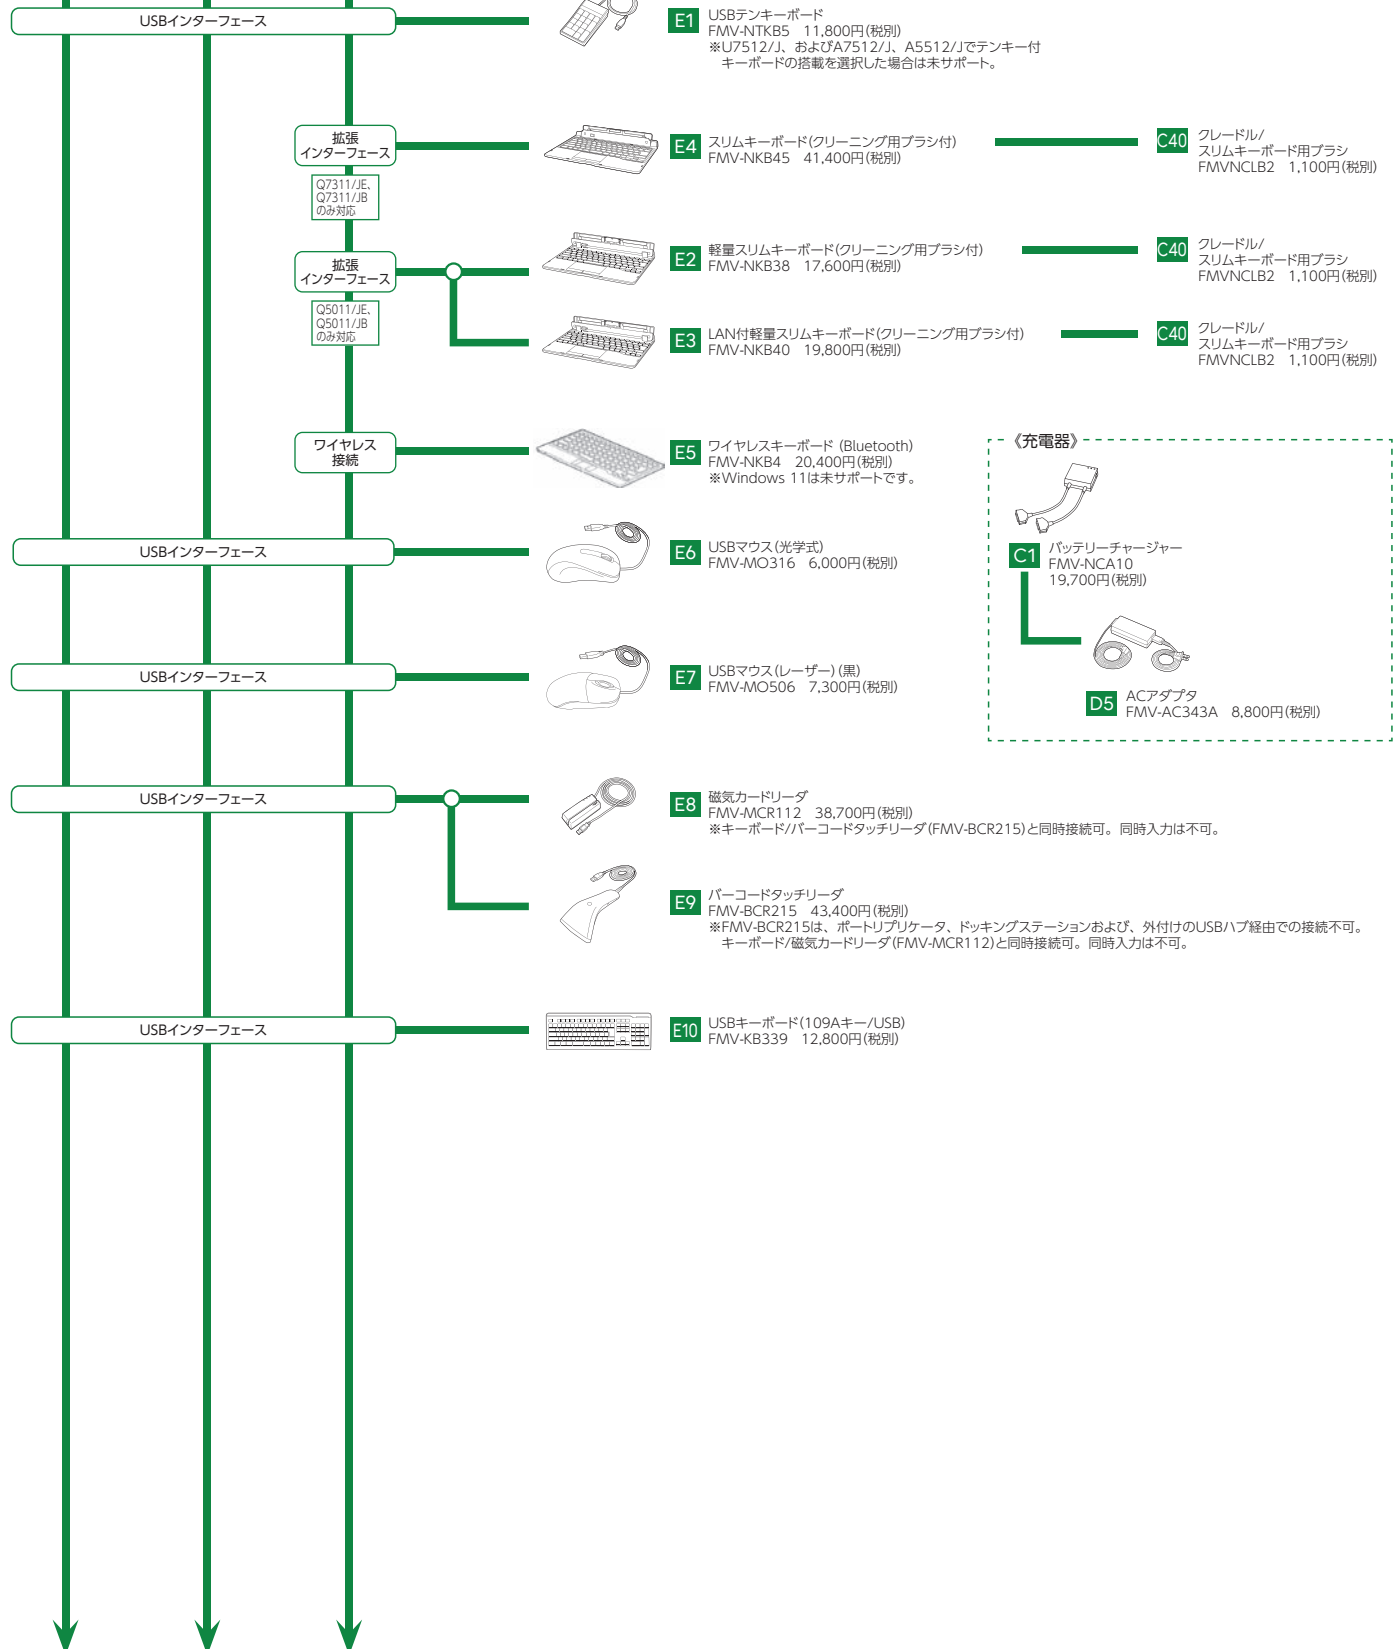 USBインターフェース
E1
USBテンキーボード
FMV-NTKB5 11,800円(税別)
※U7512/J、およびA7512/J、A5512/Jでテンキー付
キーボードの搭載を選択した場合は未サポート。
拡張
インターフェース
Q7311/JE、
Q7311/JB
のみ対応
E4
スリムキーボード(クリーニング用ブラシ付)
FMV-NKB45 41,400円(税別)
C40
クレードル/
スリムキーボード用ブラシ
FMVNCLB2 1,100円(税別)
拡張
インターフェース
Q5011/JE、
Q5011/JB
のみ対応
E2
軽量スリムキーボード(クリーニング用ブラシ付)
FMV-NKB38 17,600円(税別)
C40
クレードル/
スリムキーボード用ブラシ
FMVNCLB2 1,100円(税別)
E3
LAN付軽量スリムキーボード(クリーニング用ブラシ付)
FMV-NKB40 19,800円(税別)
C40
クレードル/
スリムキーボード用ブラシ
FMVNCLB2 1,100円(税別)
ワイヤレス
接続
E5
ワイヤレスキーボード (Bluetooth)
FMV-NKB4 20,400円(税別)
※Windows 11は未サポートです。
《充電器》
C1
バッテリーチャージャー
FMV-NCA10
19,700円(税別)
D5
ACアダプタ
FMV-AC343A 8,800円(税別)
USBインターフェース
E6
USBマウス(光学式)
FMV-MO316 6,000円(税別)
USBインターフェース
E7
USBマウス(レーザー)(黒)
FMV-MO506 7,300円(税別)
USBインターフェース
E8
磁気カードリーダ
FMV-MCR112 38,700円(税別)
※キーボード/バーコードタッチリーダ(FMV-BCR215)と同時接続可。同時入力は不可。
E9
バーコードタッチリーダ
FMV-BCR215 43,400円(税別)
※FMV-BCR215は、ポートリプリケータ、ドッキングステーションおよび、外付けのUSBハブ経由での接続不可。
キーボード/磁気カードリーダ(FMV-MCR112)と同時接続可。同時入力は不可。
USBインターフェース
E10
USBキーボード(109Aキー/USB)
FMV-KB339 12,800円(税別)